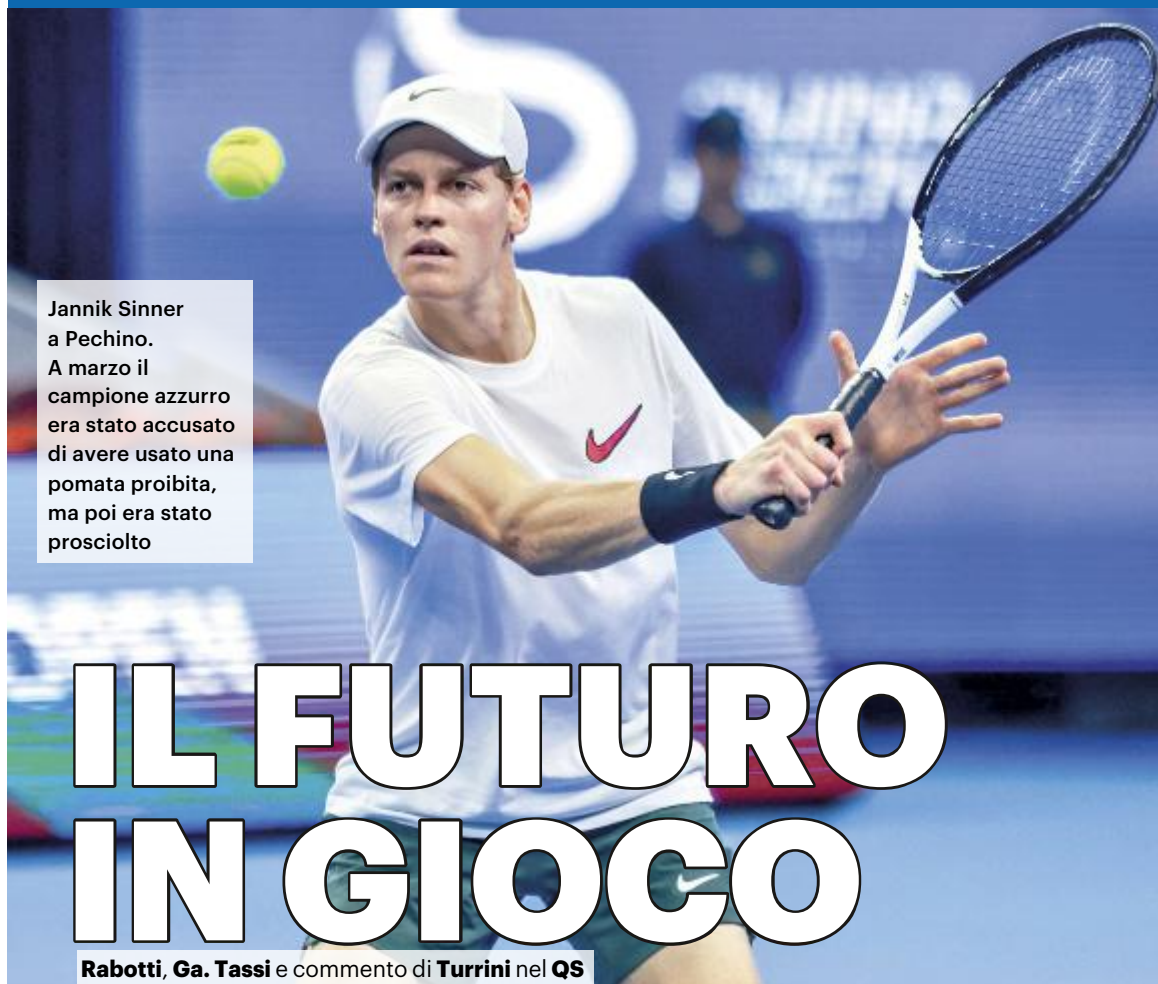 Jannik Sinner
a Pechino.
A marzo il
campione azzurro
era stato accusato
di avere usato una
pomata proibita,
ma poi era stato
prosciolto
IL FUTURO
IN GIOCO
Rabotti, Ga. Tassi e commento di Turrini nel QS